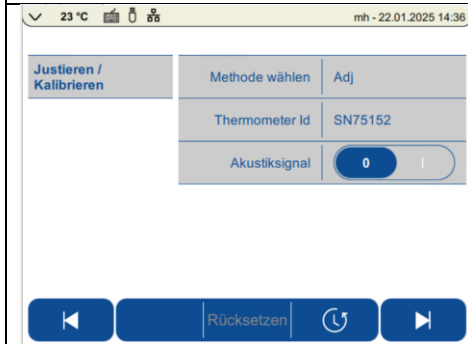 23 °C
mh - 22.01.2025 14:36
Justieren /
Kalibrieren
Methode wählen Adj
Thermometer Id SN75152
Akustiksignal 0 I
Rücksetzen